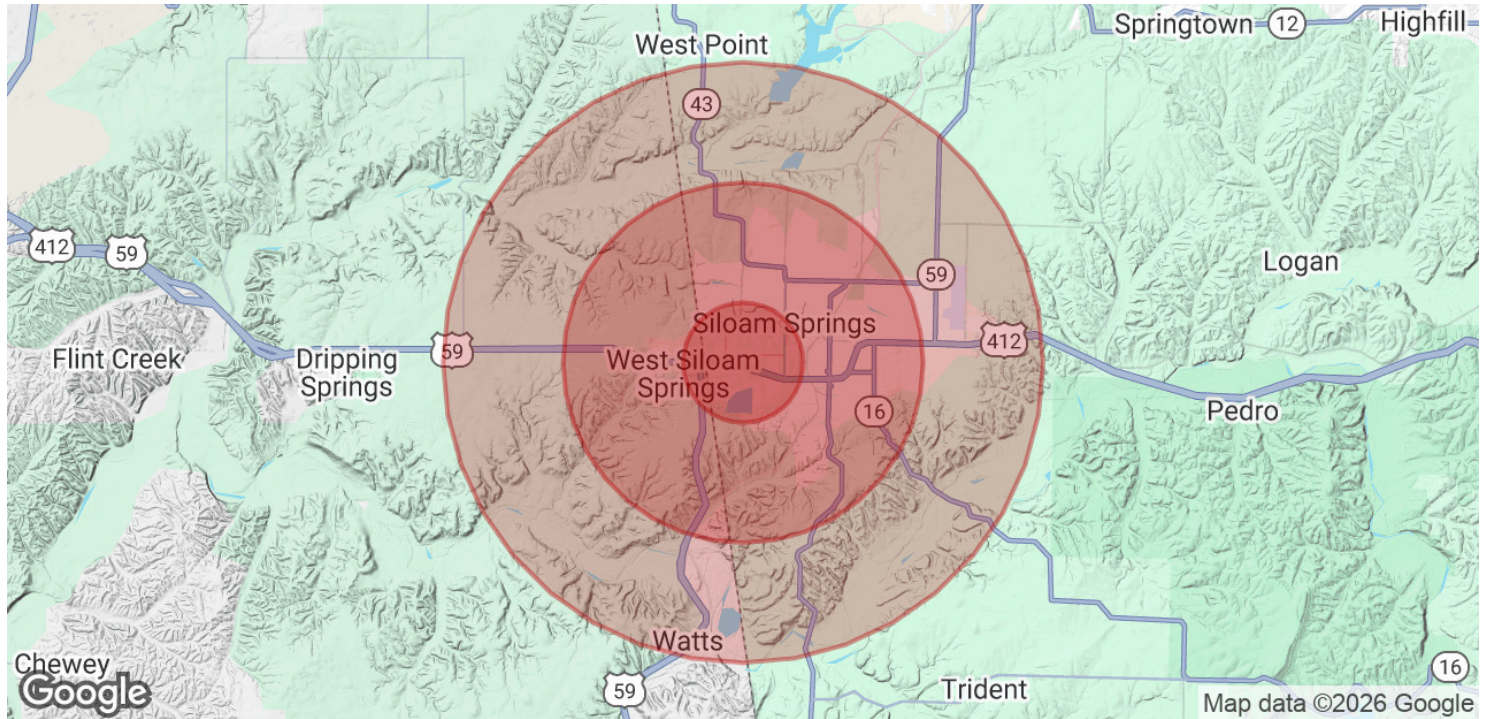 Springtown
12
Highfill
West Point
43
412
59
59
Logan
Siloam Springs
59
412
Flint Creek
Dripping
Springs
West Siloam
Springs
16
Pedro
Watts
Chewey
Google
59
Trident
16
Map data ©2026 Google